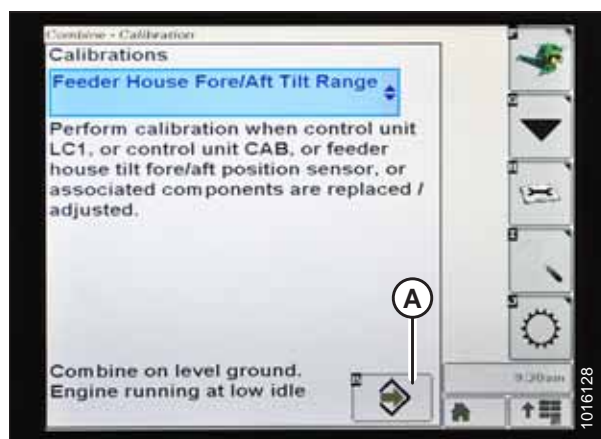 Combine - Calibration
Calibrations
Feeder House Fore/Aft Tilt Range
Perform calibration when control unit
LC1, or control unit CAB, or feeder
house tilt fore/aft position sensor, or
associated components are replaced /
adjusted.
A
Combine on level ground.
Engine running at low idle
9:20am
1016128